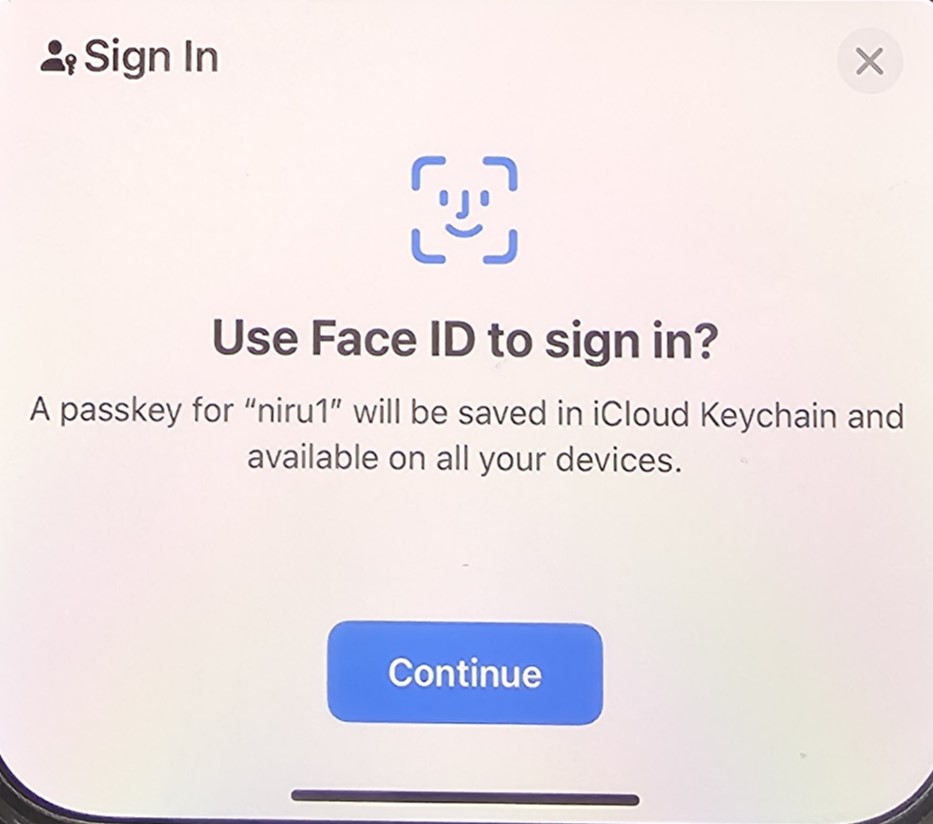 Sign In
Use Face ID to sign in?
A passkey for “niru1” will be saved in iCloud Keychain and
available on all your devices.
Continue